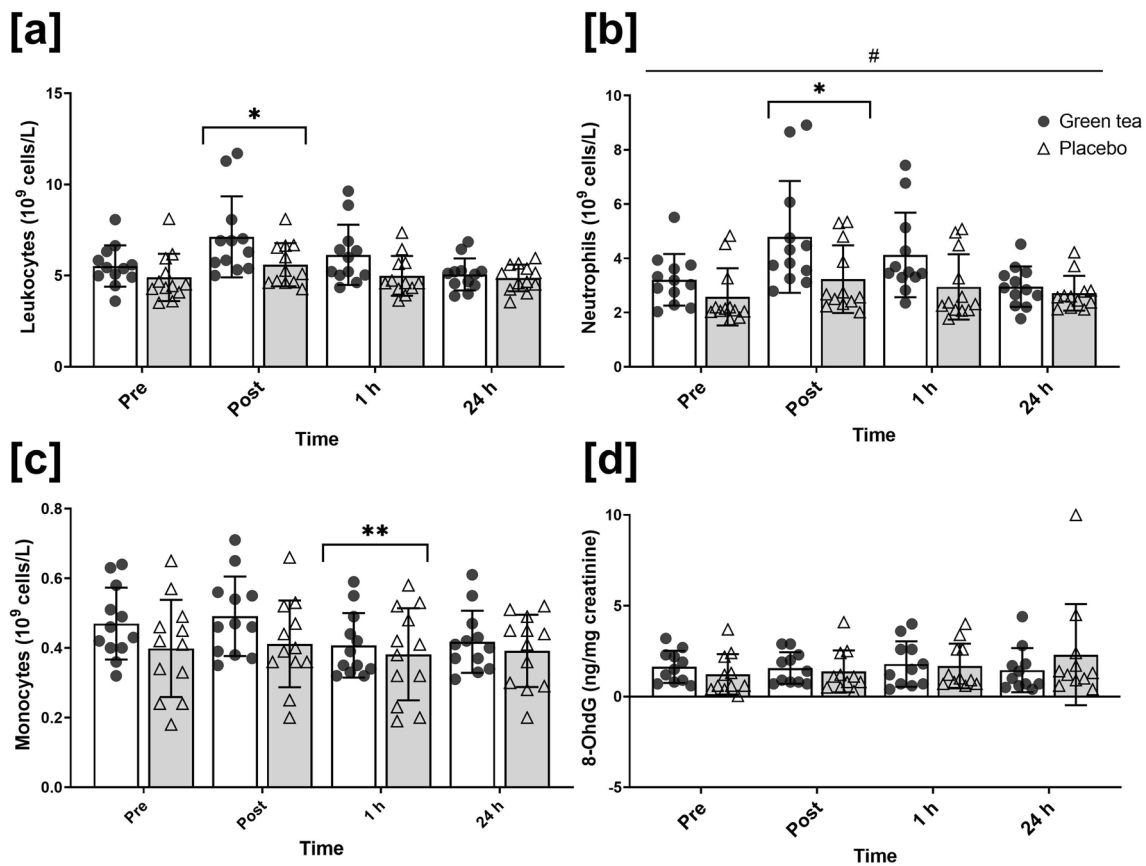 [a]
Leukocytes (10⁹ cells/L)
15
10
5
0
*
Pre
Post
1 h
24 h
Time
[b]
#
Neutrophils (10⁹ cells/L)
10
8
6
4
2
0
*
Green tea
Placebo
Pre
Post
1 h
24 h
Time
[c]
Monocytes (10⁹ cells/L)
0.8
0.6
0.4
0.2
0.0
**
Pre
Post
1 h
24 h
Time
[d]
8-OhdG (ng/mg creatinine)
10
5
0
-5
Pre
Post
1 h
24 h
Time